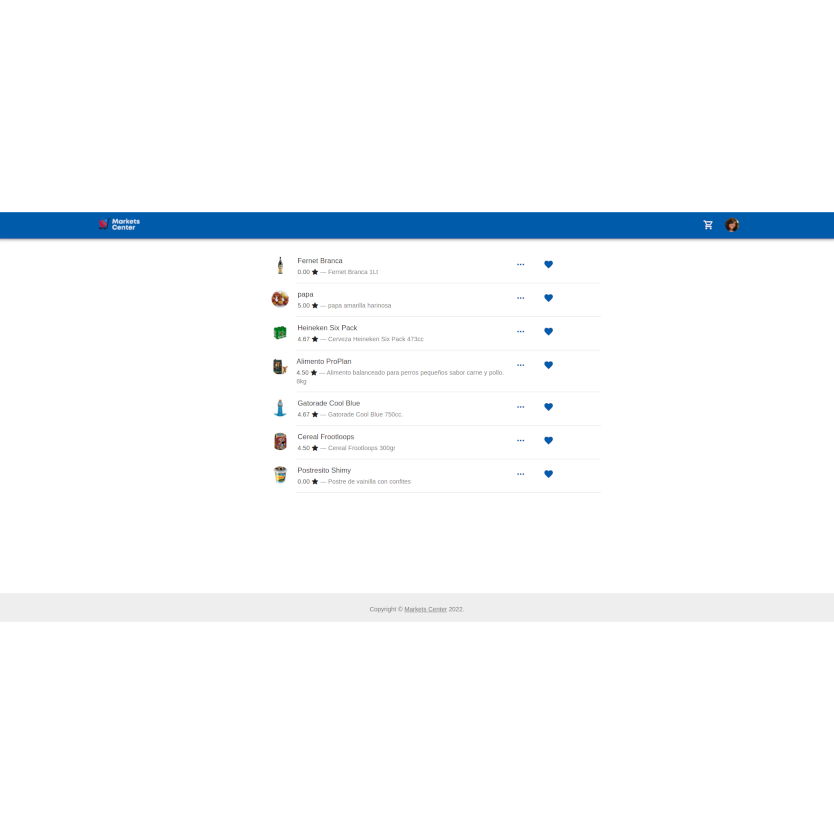 Markets
Center
Fernet Branca
0.00 ★ — Fernet Branca 1Lt
papa
5.00 ★ — papa amarilla harinosa
Heineken Six Pack
4.67 ★ — Cerveza Heineken Six Pack 473cc
Alimento ProPlan
4.50 ★ — Alimento balanceado para perros pequeños sabor carne y pollo.
8kg
Gatorade Cool Blue
4.67 ★ — Gatorade Cool Blue 750cc.
Cereal Frootloops
4.50 ★ — Cereal Frootloops 300gr
Postresito Shimy
0.00 ★ — Postre de vainilla con confites
Copyright © Markets Center 2022.